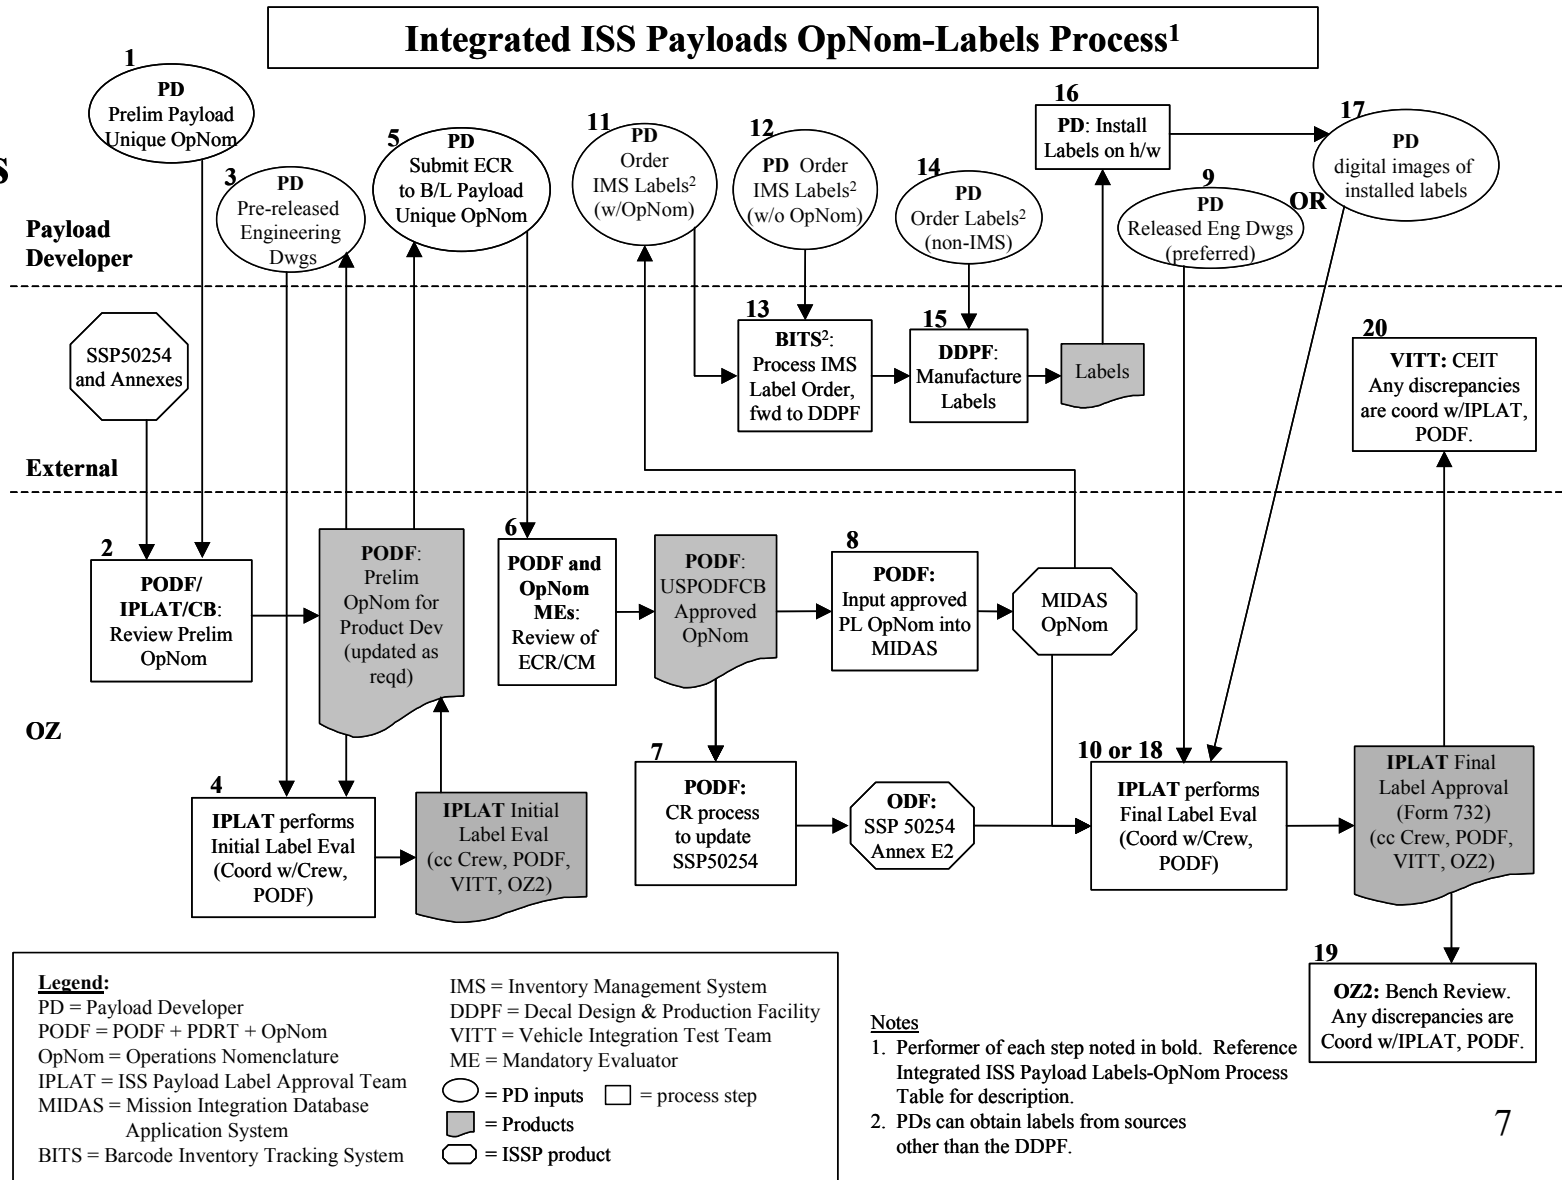 Integrated ISS Payloads OpNom-Labels Process¹
S
Payload
Developer
1
PD
Prelim Payload
Unique OpNom
3
PD
Pre-released
Engineering
Dwgs
5
PD
Submit ECR
to B/L Payload
Unique OpNom
11
PD
Order
IMS Labels²
(w/OpNom)
12
PD Order
IMS Labels²
(w/o OpNom)
14
PD
Order Labels²
(non-IMS)
16
PD: Install
Labels on h/w
9
PD
Released Eng Dwgs
(preferred)
OR
17
PD
digital images of
installed labels
External
SSP50254
and Annexes
13
BITS²:
Process IMS
Label Order,
fwd to DDPF
15
DDPF:
Manufacture
Labels
Labels
20
VITT: CEIT
Any discrepancies
are coord w/IPLAT,
PODF.
OZ
2
PODF/
IPLAT/CB:
Review Prelim
OpNom
PODF:
Prelim
OpNom for
Product Dev
(updated as
reqd)
6
PODF and
OpNom
MEs:
Review of
ECR/CM
PODF:
USPODFCB
Approved
OpNom
8
PODF:
Input approved
PL OpNom into
MIDAS
MIDAS
OpNom
4
IPLAT performs
Initial Label Eval
(Coord w/Crew,
PODF)
IPLAT Initial
Label Eval
(cc Crew, PODF,
VITT, OZ2)
7
PODF:
CR process
to update
SSP50254
ODF:
SSP 50254
Annex E2
10 or 18
IPLAT performs
Final Label Eval
(Coord w/Crew,
PODF)
IPLAT Final
Label Approval
(Form 732)
(cc Crew, PODF,
VITT, OZ2)
19
OZ2: Bench Review.
Any discrepancies are
Coord w/IPLAT, PODF.
Legend:
PD = Payload Developer
PODF = PODF + PDRT + OpNom
OpNom = Operations Nomenclature
IPLAT = ISS Payload Label Approval Team
MIDAS = Mission Integration Database
Application System
BITS = Barcode Inventory Tracking System
IMS = Inventory Management System
DDPF = Decal Design & Production Facility
VITT = Vehicle Integration Test Team
ME = Mandatory Evaluator
= PD inputs = process step
= Products
= ISSP product
Notes
1. Performer of each step noted in bold. Reference
Integrated ISS Payload Labels-OpNom Process
Table for description.
2. PDs can obtain labels from sources
other than the DDPF.
7